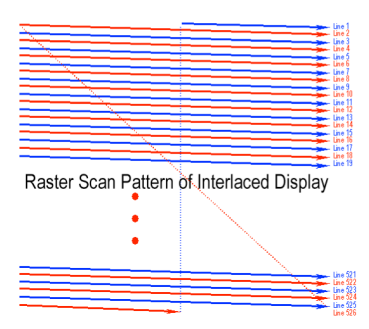 Line 1
Line 2
Line 3
Line 4
Line 5
Line 6
Line 7
Line 8
Line 9
Line 10
Line 11
Line 12
Line 13
Line 14
Line 15
Line 16
Line 17
Line 18
Line 19
Raster Scan Pattern of Interlaced Display
Line 521
Line 522
Line 523
Line 524
Line 525
Line 526